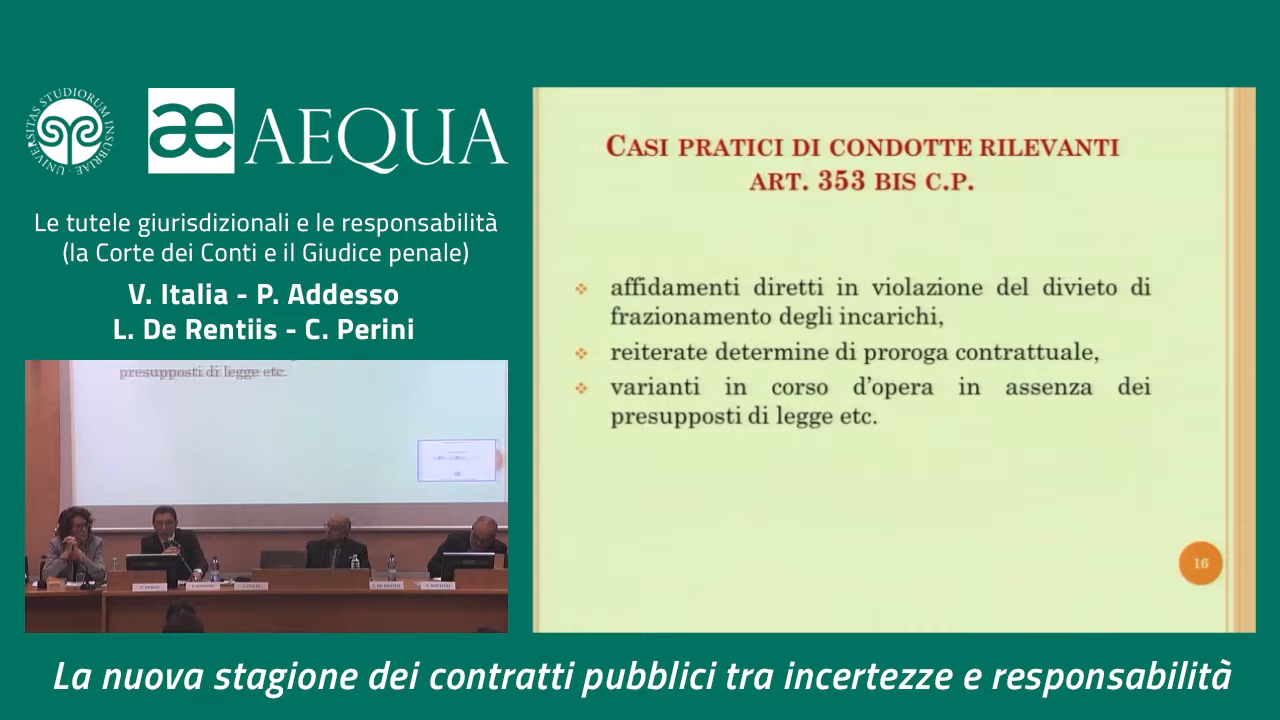 UNIVERSITAS STUDIORUM INSUBRIAE
æ AEQUA
Le tutele giurisdizionali e le responsabilità
(la Corte dei Conti e il Giudice penale)
V. Italia - P. Addesso
L. De Rentiis - C. Perini
presupposti di legge etc.
CASI PRATICI DI CONDOTTE RILEVANTI
ART. 353 BIS C.P.
affidamenti diretti in violazione del divieto di
frazionamento degli incarichi,
reiterate determine di proroga contrattuale,
varianti in corso d'opera in assenza dei
presupposti di legge etc.
16
La nuova stagione dei contratti pubblici tra incertezze e responsabilità